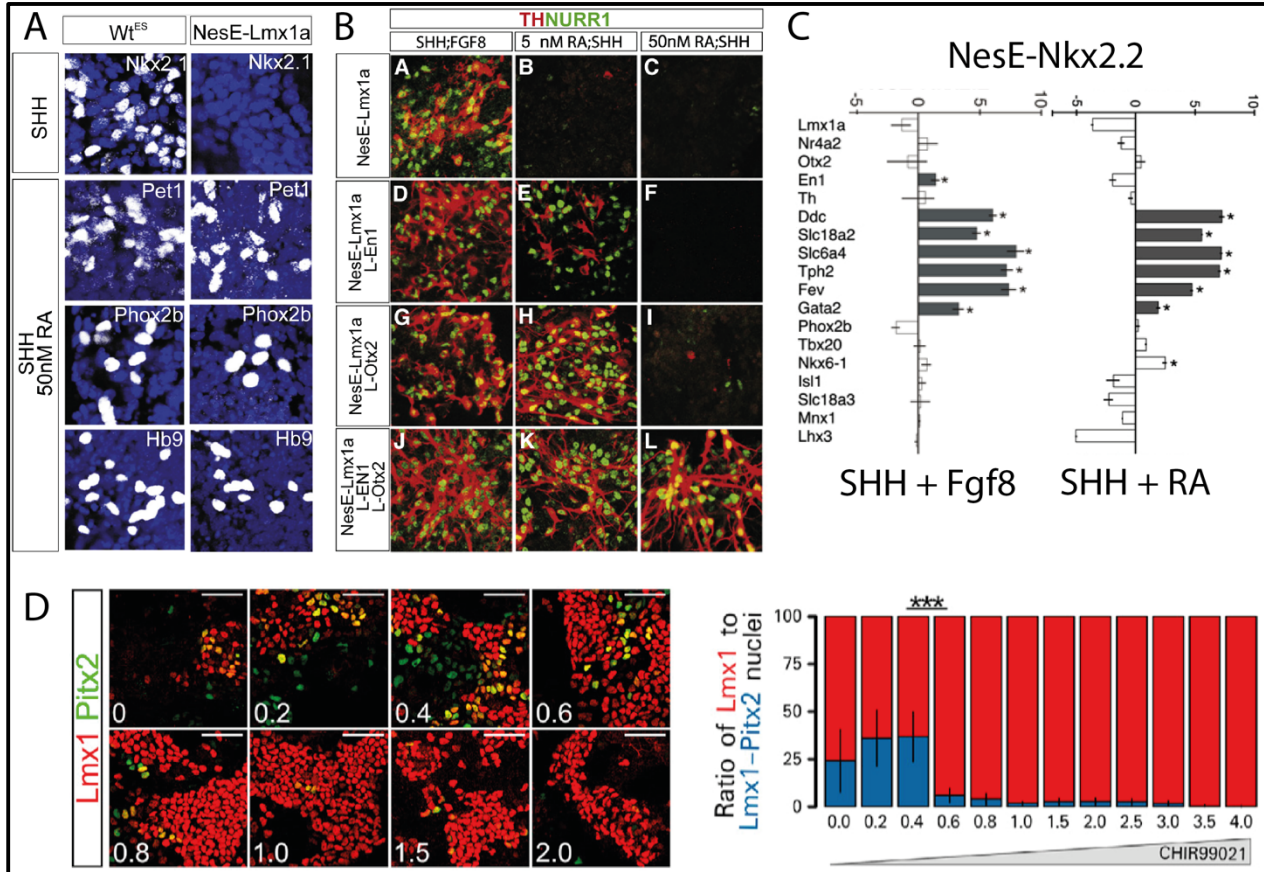 A
Wt^ES
NesE-Lmx1a
SHH
Nkx2.1
Nkx2.1
SHH
50nM RA
Pet1
Pet1
Phox2b
Phox2b
Hb9
Hb9
B
THNURR1
SHH;FGF8
5 nM RA;SHH
50nM RA;SHH
NesE-Lmx1a
A
B
C
NesE-Lmx1a
L-En1
D
E
F
NesE-Lmx1a
L-Otx2
G
H
I
NesE-Lmx1a
L-EN1
L-Otx2
J
K
L
C
NesE-Nkx2.2
-5 0 5 10
-5 0 5 10
Lmx1a
Nr4a2
Otx2
En1 *
Th
Ddc * *
Slc18a2 * *
Slc6a4 * *
Tph2 * *
Fev * *
Gata2 * *
Phox2b
Tbx20
Nkx6-1 *
Isl1
Slc18a3
Mnx1
Lhx3
SHH + Fgf8
SHH + RA
D
Lmx1 Pitx2
0
0.2
0.4
0.6
0.8
1.0
1.5
2.0
Ratio of Lmx1 to
Lmx1-Pitx2 nuclei
100
75
50
25
0
***
0.0 0.2 0.4 0.6 0.8 1.0 1.5 2.0 2.5 3.0 3.5 4.0
CHIR99021